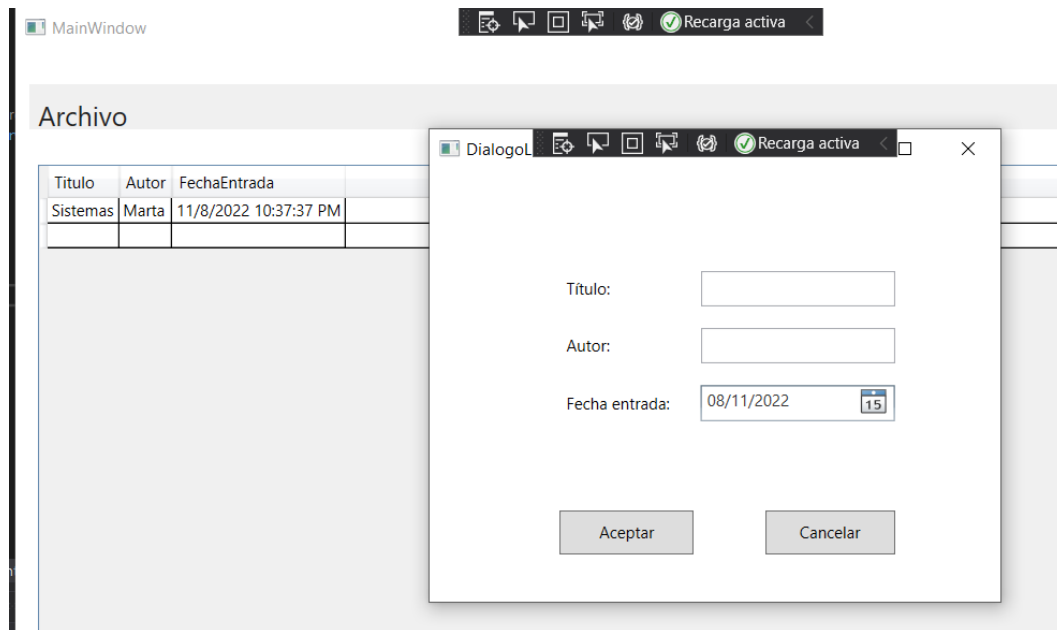 MainWindow
Recarga activa
Archivo
DialogoL
Recarga activa
Titulo Autor FechaEntrada
Sistemas Marta 11/8/2022 10:37:37 PM
Título:
Autor:
Fecha entrada: 08/11/2022 15
Aceptar Cancelar